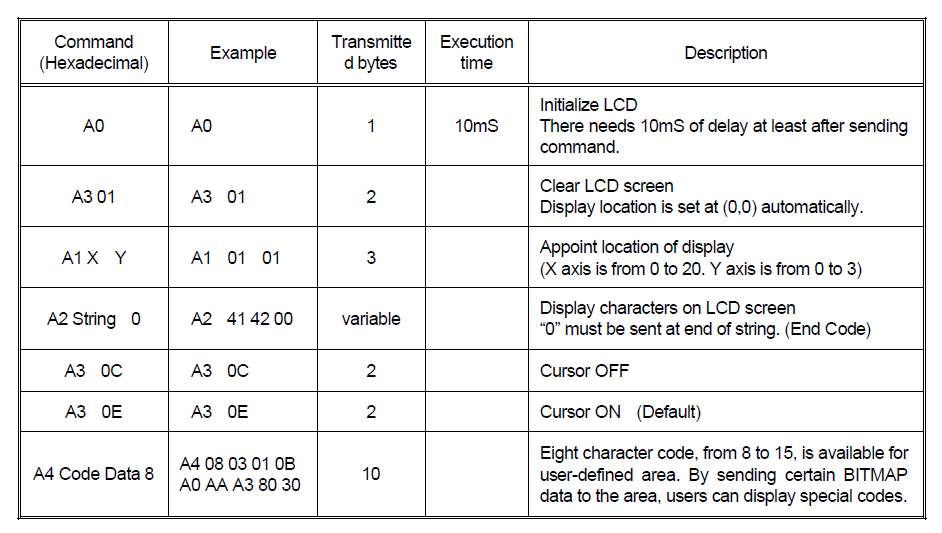 Command
(Hexadecimal)
Example
Transmitte
d bytes
Execution
time
Description
A0
A0
1
10mS
Initialize LCD
There needs 10mS of delay at least after sending
command.
A3 01
A3 01
2
Clear LCD screen
Display location is set at (0,0) automatically.
A1 X Y
A1 01 01
3
Appoint location of display
(X axis is from 0 to 20. Y axis is from 0 to 3)
A2 String 0
A2 41 42 00
variable
Display characters on LCD screen
“0” must be sent at end of string. (End Code)
A3 0C
A3 0C
2
Cursor OFF
A3 0E
A3 0E
2
Cursor ON (Default)
A4 Code Data 8
A4 08 03 01 0B
A0 AA A3 80 30
10
Eight character code, from 8 to 15, is available for
user-defined area. By sending certain BITMAP
data to the area, users can display special codes.